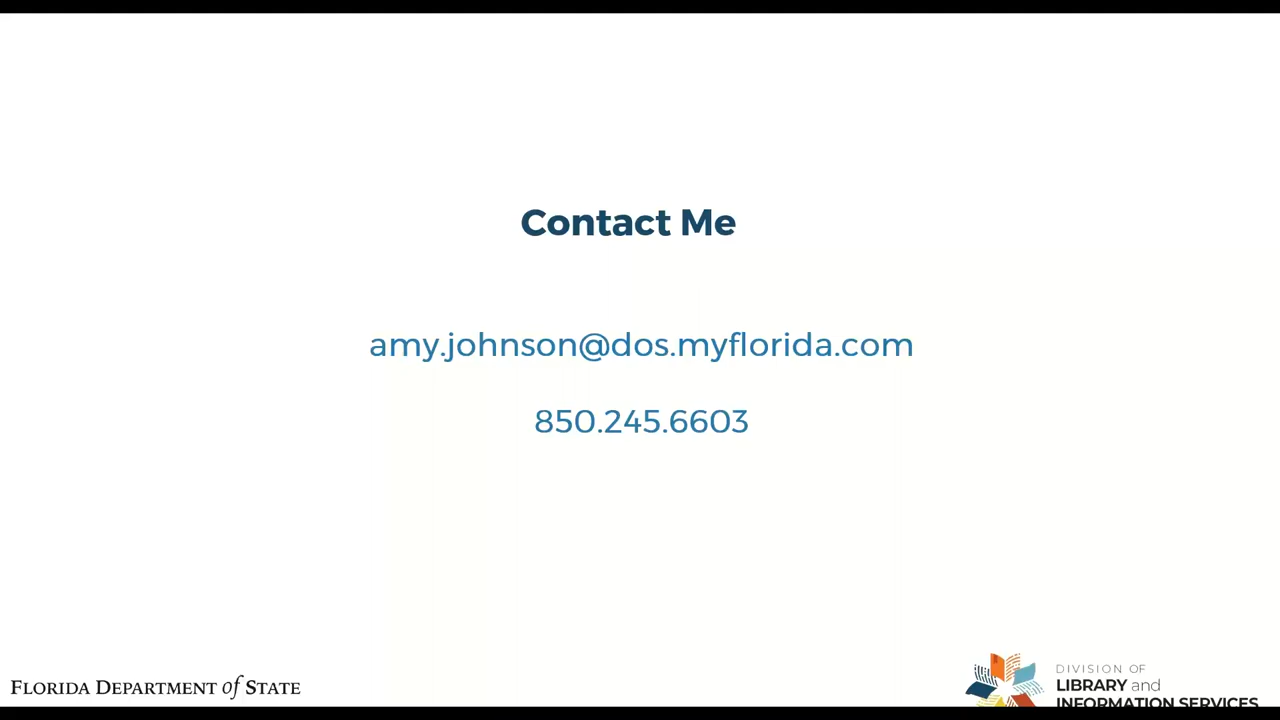 Contact Me
amy.johnson@dos.myflorida.com
850.245.6603
FLORIDA DEPARTMENT of STATE
DIVISION OF
LIBRARY and
INFORMATION SERVICES